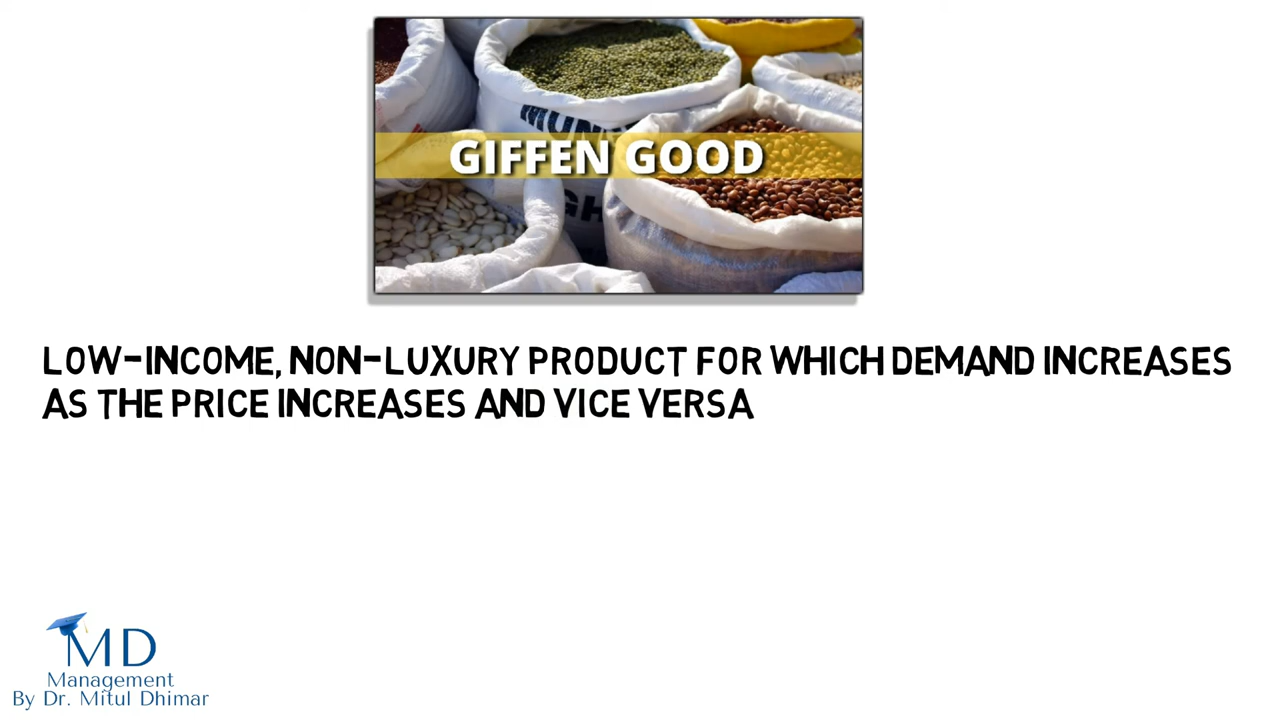 GIFFEN GOOD
LOW-INCOME, NON-LUXURY PRODUCT FOR WHICH DEMAND INCREASES
AS THE PRICE INCREASES AND VICE VERSA
MD
Management
By Dr. Mitul Dhimar